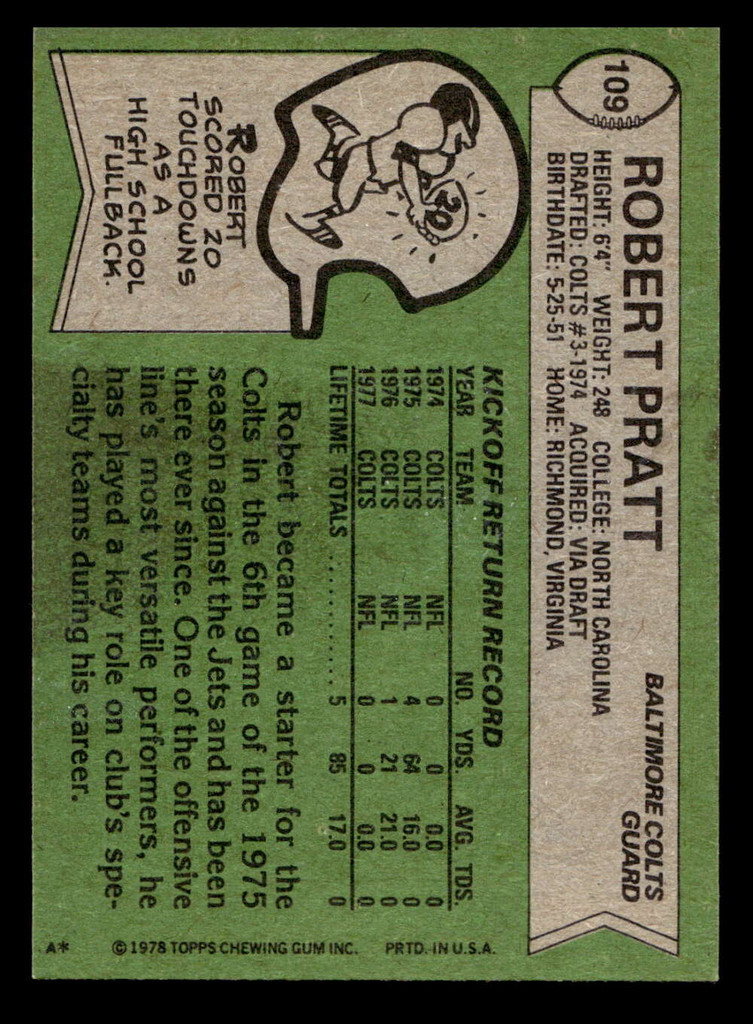 109
ROBERT PRATT
BALTIMORE COLTS
GUARD
HEIGHT: 6'4" WEIGHT: 248 COLLEGE: NORTH CAROLINA
DRAFTED: COLTS #3-1974 ACQUIRED: VIA DRAFT
BIRTHDATE: 5-25-51 HOME: RICHMOND, VIRGINIA
20
ROBERT
SCORED 20
TOUCHDOWNS
AS A
HIGH SCHOOL
FULLBACK.
KICKOFF RETURN RECORD
YEAR TEAM NO. YDS. AVG. TDS.
1974 COLTS NFL 0 0 0.0 0
1975 COLTS NFL 4 64 16.0 0
1976 COLTS NFL 1 21 21.0 0
1977 COLTS NFL 0 0 0.0 0
LIFETIME TOTALS ........... 5 85 17.0 0
Robert became a starter for the
Colts in the 6th game of the 1975
season against the Jets and has been
there ever since. One of the offensive
line's most versatile performers, he
has played a key role on club's spe-
cialty teams during his career.
A* © 1978 TOPPS CHEWING GUM INC. PRTD. IN U.S.A.